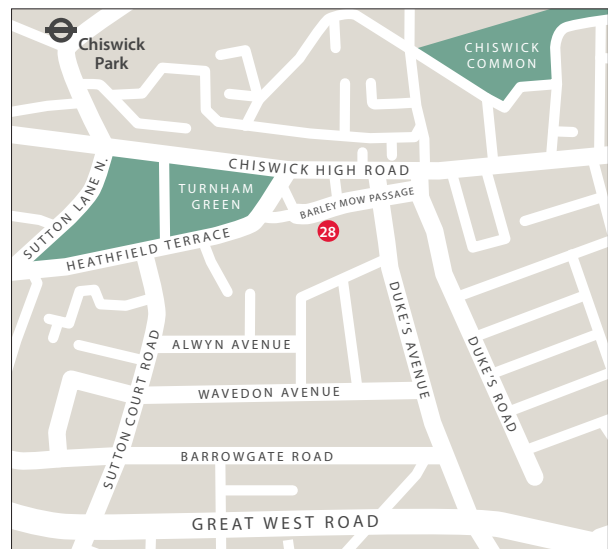 Chiswick
Park
CHISWICK
COMMON
CHISWICK HIGH ROAD
SUTTON LANE N.
TURNHAM
GREEN
BARLEY MOW PASSAGE
28
HEATHFIELD TERRACE
DUKE'S AVENUE
DUKE'S ROAD
ALWYN AVENUE
SUTTON COURT ROAD
WAVEDON AVENUE
BARROWGATE ROAD
GREAT WEST ROAD